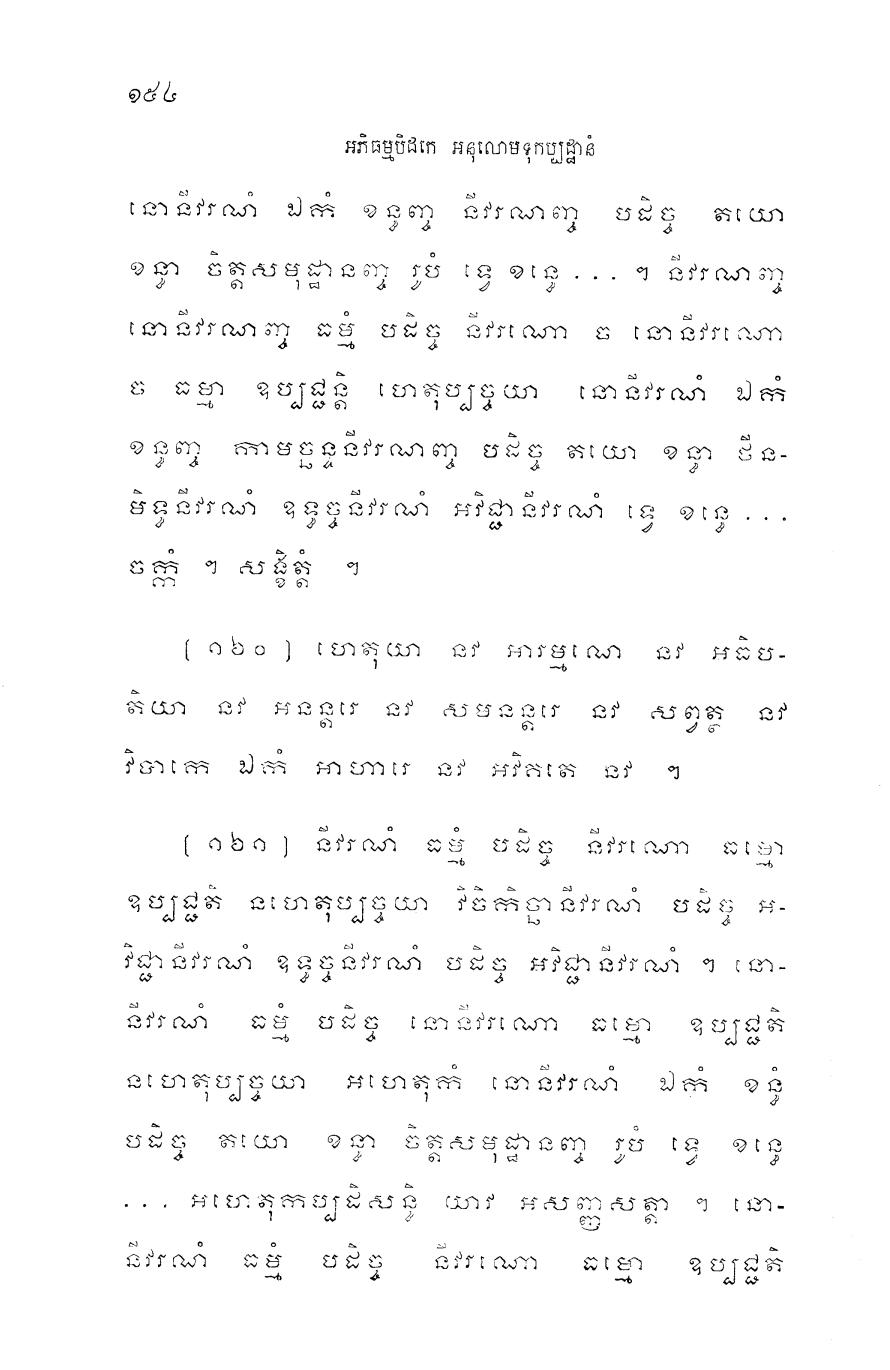 ១៥៤
អភិធម្មបិដកេ អនុលោមទុកប្បដ្ឋានំ
នោនីវរណំ ឯកំ ខន្ធញ្ច នីវរណញ្ច បដិច្ច តយោ
ខន្ធា ចិត្តសមុដ្ឋានញ្ច រូបំ ទ្វេ ខន្ធេ ... ។ នីវរណញ្ច
នោនីវរណញ្ច ធម្មំ បដិច្ច នីវរណោ ច នោនីវរណោ
ច ធម្មា ឧប្បជ្ជន្តិ ហេតុប្បច្ចយា នោនីវរណំ ឯកំ
ខន្ធញ្ច កាមច្ឆន្ទនីវរណញ្ច បដិច្ច តយោ ខន្ធា ថីន-
មិទ្ធនីវរណំ ឧទ្ធច្ចនីវរណំ អវិជ្ជានីវរណំ ទ្វេ ខន្ធេ ...
ចក្កំ ។ សង្ខិត្តំ ។
[ ១៦០ ] ហេតុយា នវ អារម្មណេ នវ អធិប-
តិយា នវ អនន្តរេ នវ សមនន្តរេ នវ សព្វត្ថ នវ
វិបាកេ ឯកំ អាហារេ នវ អវិគតេ នវ ។
[ ១៦១ ] នីវរណំ ធម្មំ បដិច្ច នីវរណោ ធម្មោ
ឧប្បជ្ជតិ នហេតុប្បច្ចយា វិចិកិច្ឆានីវរណំ បដិច្ច អ-
វិជ្ជានីវរណំ ឧទ្ធច្ចនីវរណំ បដិច្ច អវិជ្ជានីវរណំ ។ នោ-
នីវរណំ ធម្មំ បដិច្ច នោនីវរណោ ធម្មោ ឧប្បជ្ជតិ
នហេតុប្បច្ចយា អហេតុកំ នោនីវរណំ ឯកំ ខន្ធំ
បដិច្ច តយោ ខន្ធា ចិត្តសមុដ្ឋានញ្ច រូបំ ទ្វេ ខន្ធេ
... អហេតុកប្បដិសន្ធិ យាវ អសញ្ញសត្តា ។ នោ-
នីវរណំ ធម្មំ បដិច្ច នីវរណោ ធម្មោ ឧប្បជ្ជតិ